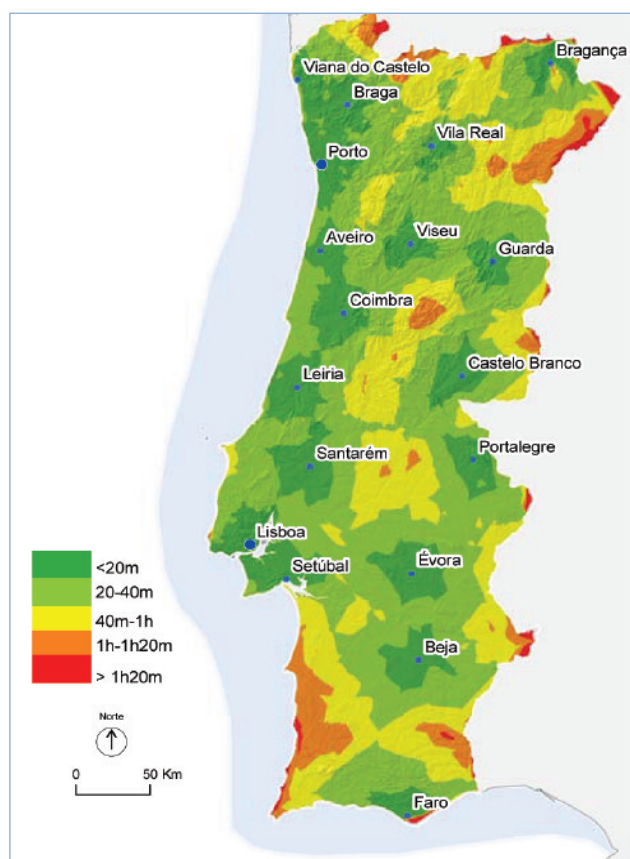 Bragança
Viana do Castelo
Braga
Vila Real
Porto
Viseu
Aveiro
Guarda
Coimbra
Castelo Branco
Leiria
Portalegre
Santarém
Lisboa
<20m
Setúbal
Évora
20-40m
40m-1h
1h-1h20m
Beja
> 1h20m
Norte
0 50 Km
Faro